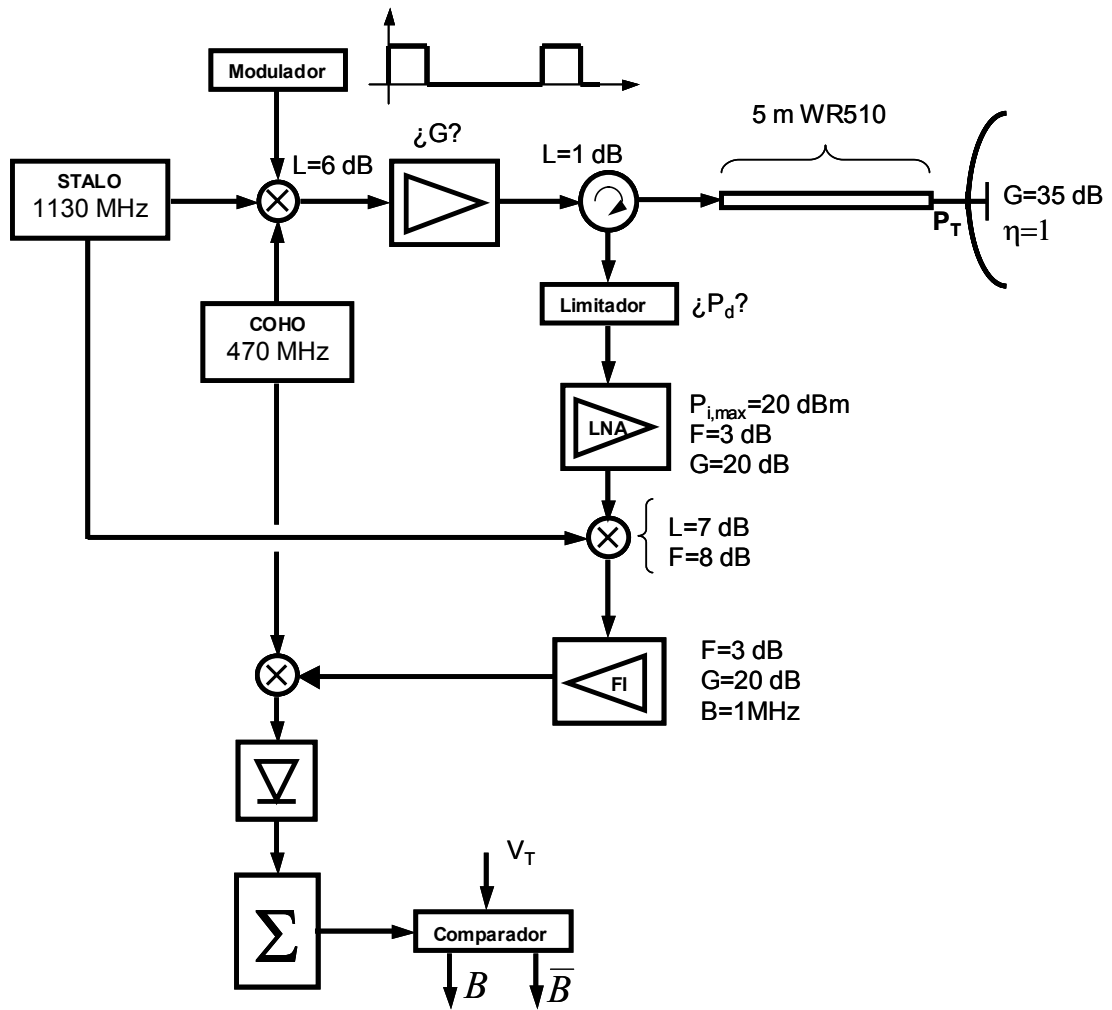 Modulador
¿G?
5 m WR510
L=6 dB
L=1 dB
STALO
1130 MHz
G=35 dB
η=1
P_T
Limitador
¿P_d?
COHO
470 MHz
LNA
P_i,max=20 dBm
F=3 dB
G=20 dB
L=7 dB
F=8 dB
FI
F=3 dB
G=20 dB
B=1MHz
V_T
Σ
Comparador
B
B̅